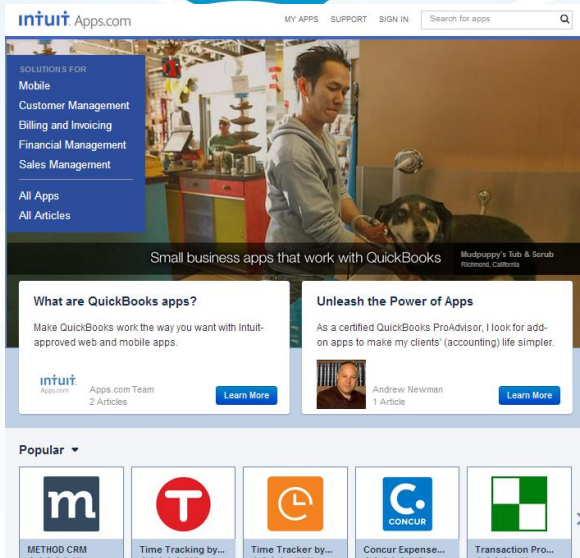 intuit. Apps.com
MY APPS SUPPORT SIGN IN Search for apps
SOLUTIONS FOR
Mobile
Customer Management
Billing and Invoicing
Financial Management
Sales Management
All Apps
All Articles
Small business apps that work with QuickBooks
Mudpuppy's Tub & Scrub
Richmond, California
What are QuickBooks apps?
Make QuickBooks work the way you want with Intuit-
approved web and mobile apps.
intuit.
Apps.com
Apps.com Team
2 Articles
Learn More
Unleash the Power of Apps
As a certified QuickBooks ProAdvisor, I look for add-
on apps to make my clients' (accounting) life simpler.
Andrew Newman
1 Article
Learn More
Popular
m
T
C.
CONCUR
METHOD CRM
Time Tracking by...
Time Tracker by...
Concur Expense...
Transaction Pro...